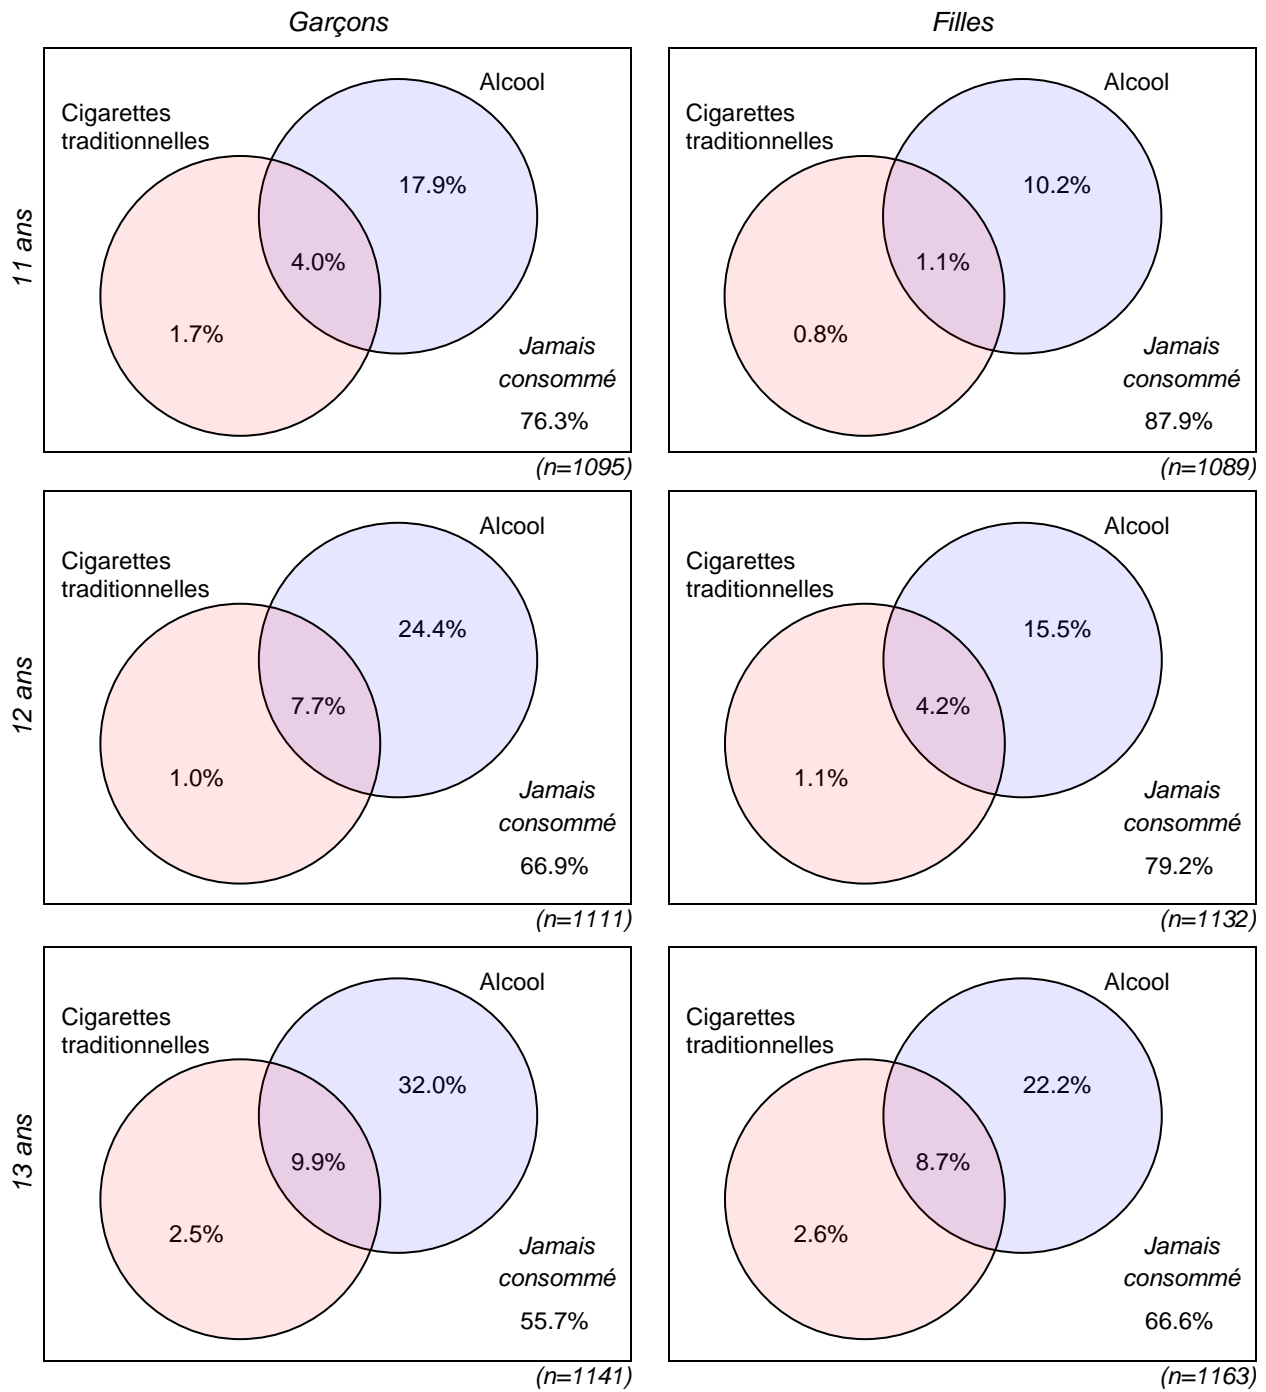 Garçons
Filles
11 ans
Alcool
Cigarettes
traditionnelles
17.9%
4.0%
1.7%
Jamais
consommé
76.3%
(n=1095)
Alcool
Cigarettes
traditionnelles
10.2%
1.1%
0.8%
Jamais
consommé
87.9%
(n=1089)
12 ans
Alcool
Cigarettes
traditionnelles
24.4%
7.7%
1.0%
Jamais
consommé
66.9%
(n=1111)
Alcool
Cigarettes
traditionnelles
15.5%
4.2%
1.1%
Jamais
consommé
79.2%
(n=1132)
13 ans
Alcool
Cigarettes
traditionnelles
32.0%
9.9%
2.5%
Jamais
consommé
55.7%
(n=1141)
Alcool
Cigarettes
traditionnelles
22.2%
8.7%
2.6%
Jamais
consommé
66.6%
(n=1163)